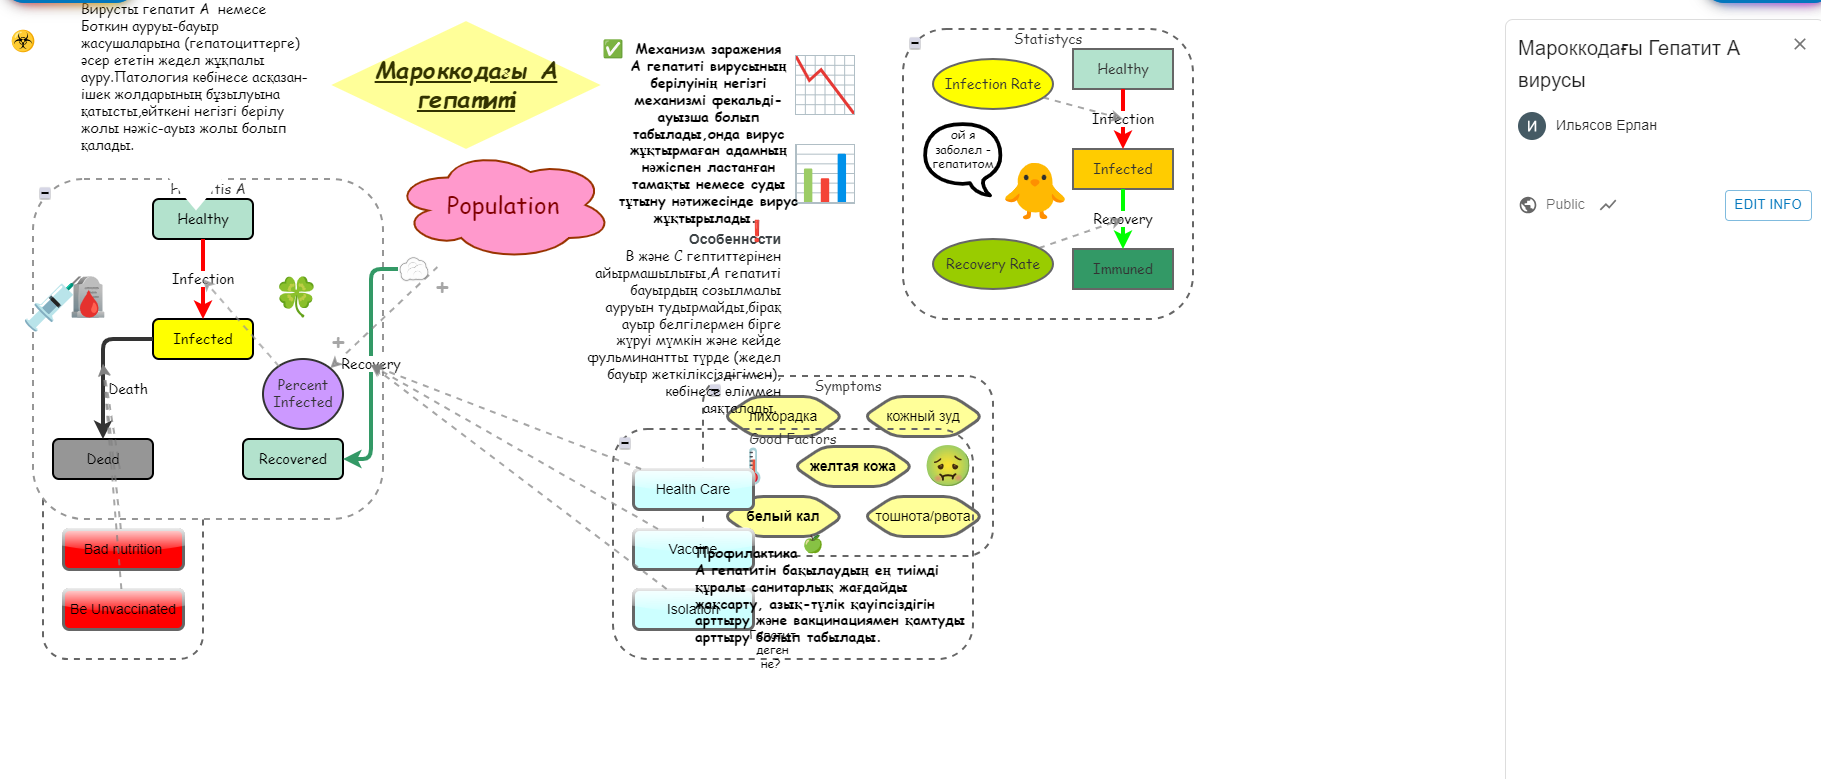 Вирусты гепатит А немесе
Боткин ауруы-бауыр
жасушаларына (гепатоциттерге)
әсер ететін жедел жұқпалы
ауру.Патология көбінесе асқазан-
ішек жолдарының бұзылуына
қатысты,өйткені негізгі берілу
жолы нәжіс-ауыз жолы болып
қалады.
Мароккодағы А
гепатиті
Population
Механизм заражения
А гепатиті вирусының
берілуінің негізгі
механизмі фекальді-
ауызша болып
табылады,онда вирус
жұқтырмаған адамның
нәжіспен ластанған
тамақты немесе суды
тұтыну нәтижесінде вирус
жұқтырылады.
Особенности
В және С гептиттерінен
айырмашылығы,А гепатиті
бауырдың созылмалы
ауруын тудырмайды,бірақ
ауыр белгілермен бірге
жүруі мүмкін және кейде
фульминантты түрде (жедел
бауыр жеткіліксіздігімен),
көбінесе өліммен
аяқталады.
Statistycs
Infection Rate
Healthy
Infection
ой я
заболел -
гепатитом
Infected
Recovery
Recovery Rate
Immuned
Healthy
Infection
Infected
Death
Percent
Infected
Recovery
Dead
Recovered
Bad nutrition
Be Unvaccinated
Symptoms
лихорадка
кожный зуд
желтая кожа
белый кал
тошнота/рвота
Good Factors
Health Care
Vaccine
Isolation
Профилактика
А гепатитін бақылаудың ең тиімді
құралы санитарлық жағдайды
жақсарту, азық-түлік қауіпсіздігін
арттыру және вакцинациямен қамтуды
арттыру болып табылады.
Гепатит
деген
не?
Мароккодағы Гепатит А
вирусы
И
Ильясов Ерлан
Public
EDIT INFO